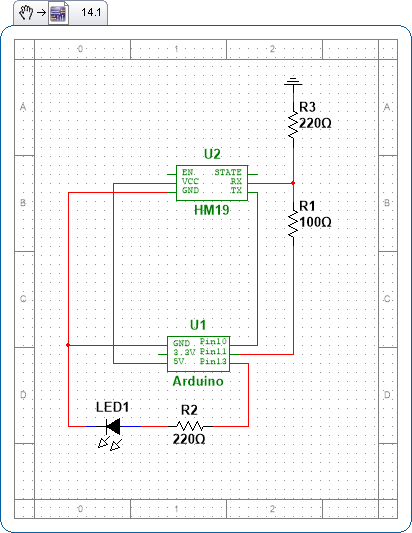 14.1
0 1 2
A A
R3
220Ω
U2
EN STATE
VCC RX
GND TX
B B
HM19
R1
100Ω
C C
U1
GND Pin10
3.3V Pin11
5V Pin13
Arduino
D D
LED1
R2
220Ω
0 1 2